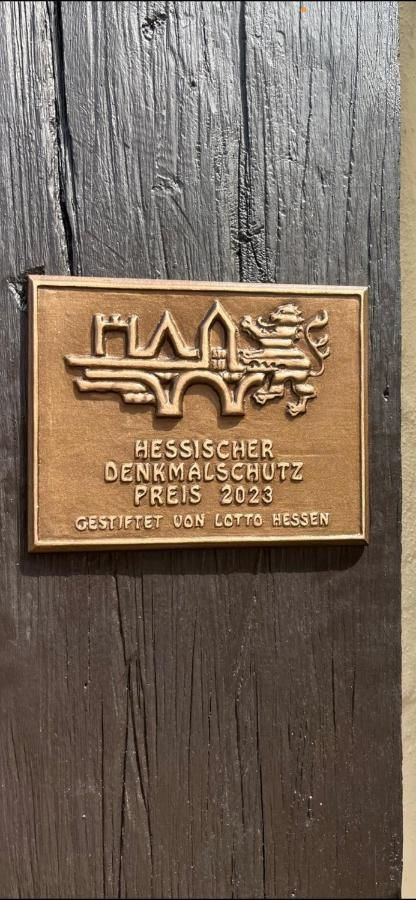 HESSISCHER
DENKMALSCHUTZ
PREIS 2023
GESTIFTET VON LOTTO HESSEN